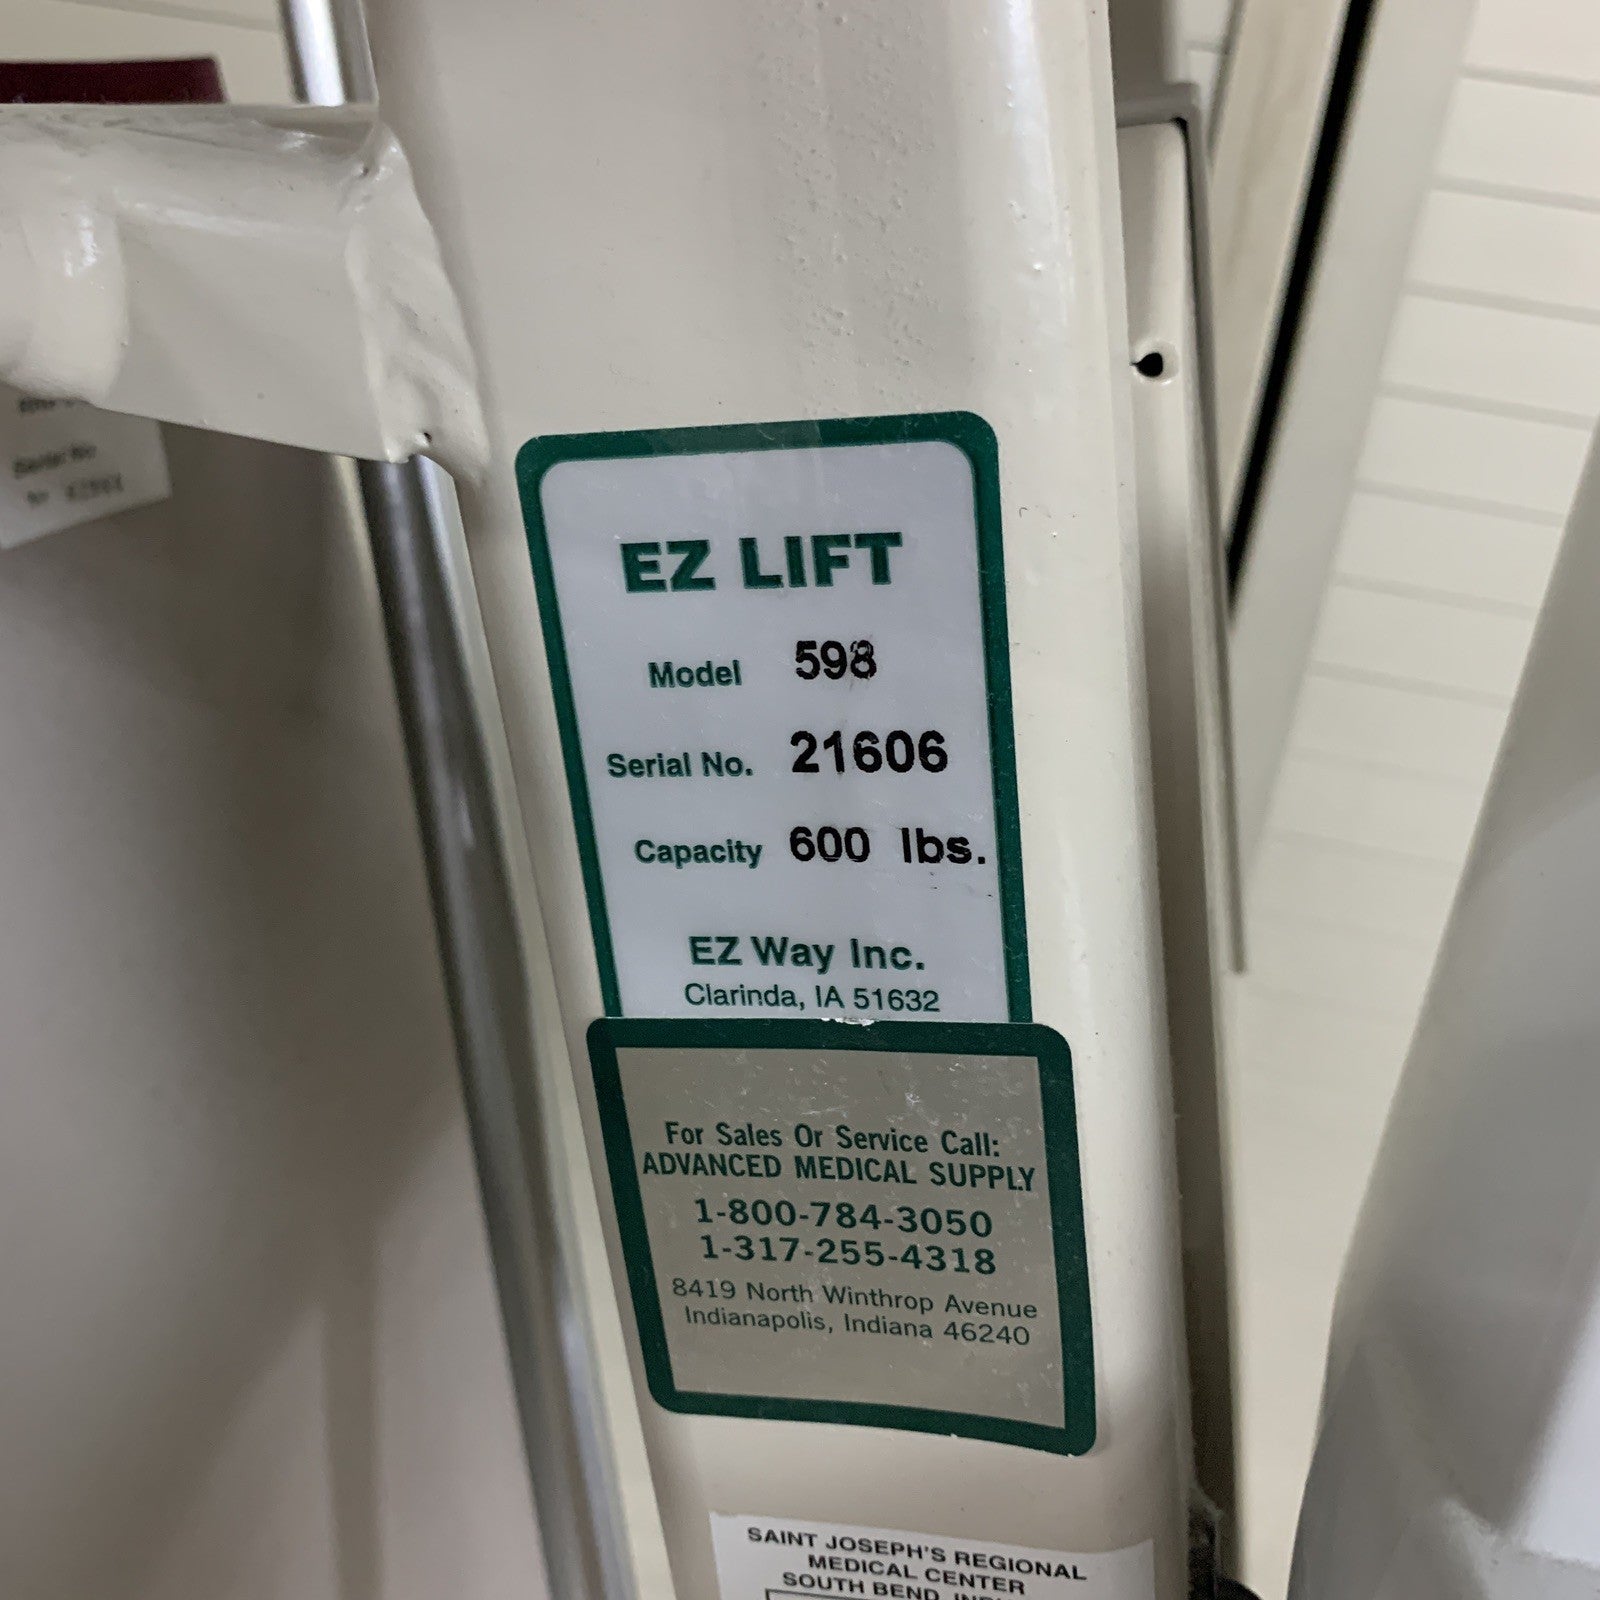 EZ LIFT
Model 598
Serial No. 21606
Capacity 600 lbs.
EZ Way Inc.
Clarinda, IA 51632
For Sales Or Service Call:
ADVANCED MEDICAL SUPPLY
1-800-784-3050
1-317-255-4318
8419 North Winthrop Avenue
Indianapolis, Indiana 46240
SAINT JOSEPH'S REGIONAL
MEDICAL CENTER
SOUTH BEND,
Serial No